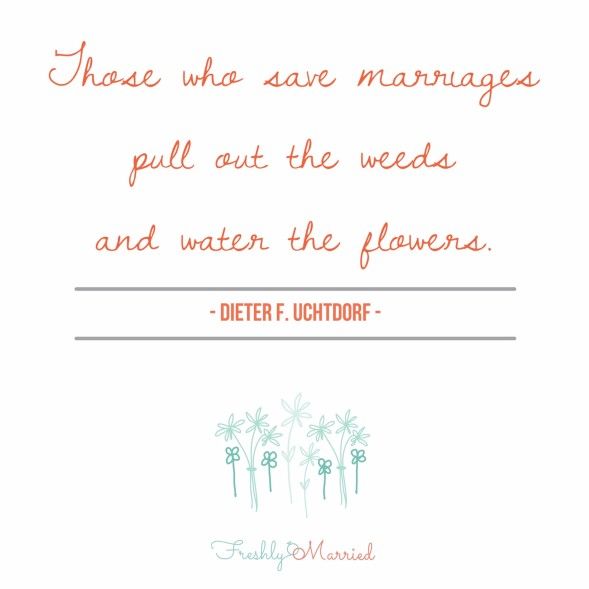 Those who save marriages
pull out the weeds
and water the flowers.
- DIETER F. UCHTDORF -
Freshly Married